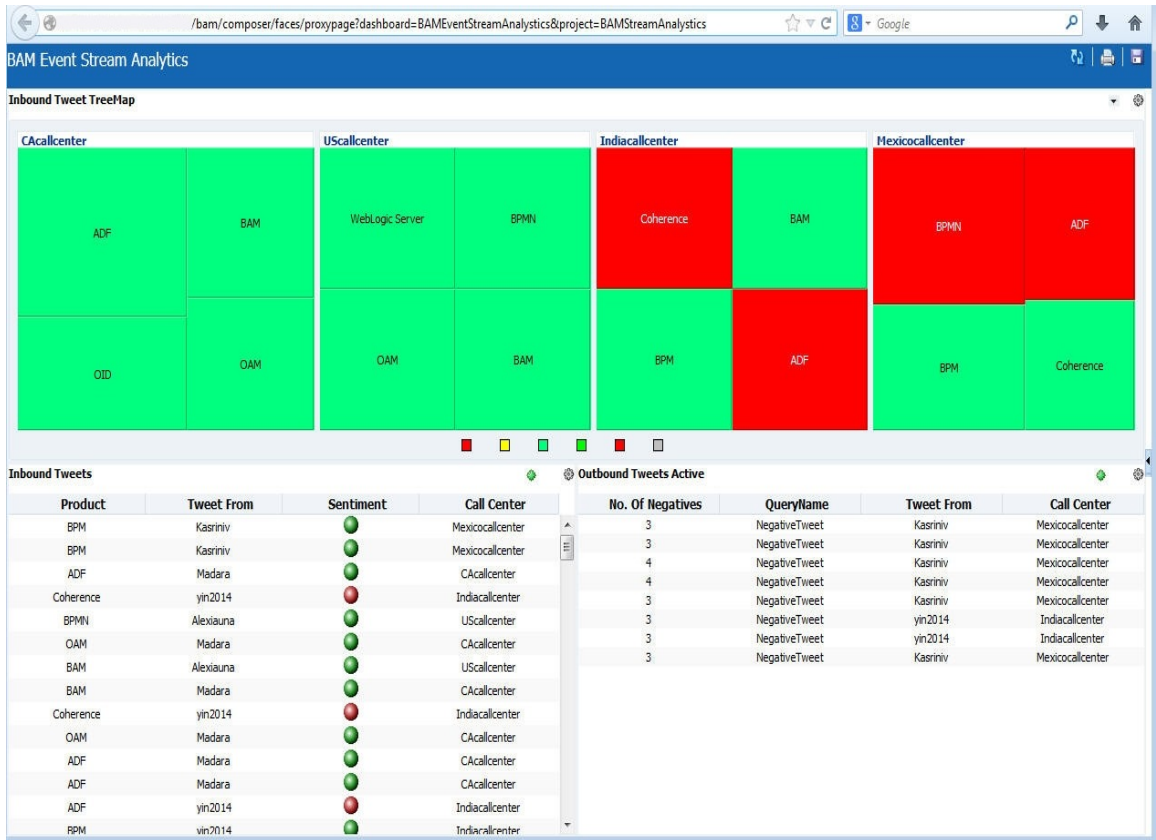 /bam/composer/faces/proxypage?dashboard=BAMEventStreamAnalystics&project=BAMStreamAnalystics
8 Google
BAM Event Stream Analytics
Inbound Tweet TreeMap
CAcallcenter UScallcenter Indiacallcenter Mexicocallcenter
ADF BAM WebLogic Server BPMN Coherence BAM BPMN ADF
OID OAM OAM BAM BPM ADF BPM Coherence
Inbound Tweets
Product Tweet From Sentiment Call Center
BPM Kasriniv Mexicocallcenter
BPM Kasriniv Mexicocallcenter
ADF Madara CAcallcenter
Coherence yin2014 Indiacallcenter
BPMN Alexiauna UScallcenter
OAM Madara CAcallcenter
BAM Alexiauna UScallcenter
BAM Madara CAcallcenter
Coherence yin2014 Indiacallcenter
OAM Madara CAcallcenter
ADF Madara CAcallcenter
ADF Madara CAcallcenter
ADF yin2014 Indiacallcenter
BPM yin2014 Indiacallcenter
Outbound Tweets Active
No. Of Negatives QueryName Tweet From Call Center
3 NegativeTweet Kasriniv Mexicocallcenter
3 NegativeTweet Kasriniv Mexicocallcenter
4 NegativeTweet Kasriniv Mexicocallcenter
4 NegativeTweet Kasriniv Mexicocallcenter
3 NegativeTweet Kasriniv Mexicocallcenter
3 NegativeTweet yin2014 Indiacallcenter
3 NegativeTweet yin2014 Indiacallcenter
3 NegativeTweet Kasriniv Mexicocallcenter